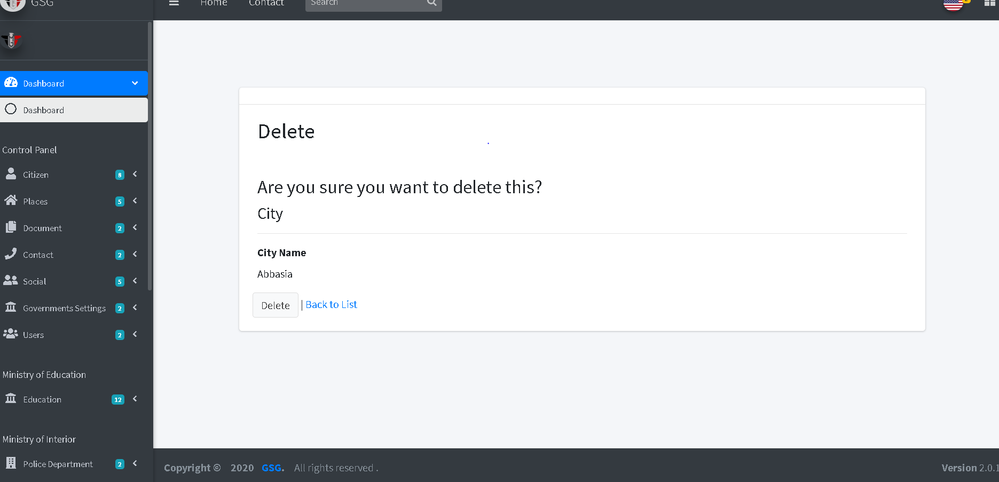 GSG
Home Contact Search
Dashboard
Dashboard
Control Panel
Citizen 8
Places 5
Document 2
Contact 2
Social 5
Governments Settings 2
Users 2
Ministry of Education
Education 12
Ministry of Interior
Police Department 2
Delete
Are you sure you want to delete this?
City
City Name
Abbasia
Delete | Back to List
Copyright © 2020 GSG. All rights reserved .
Version 2.0.1